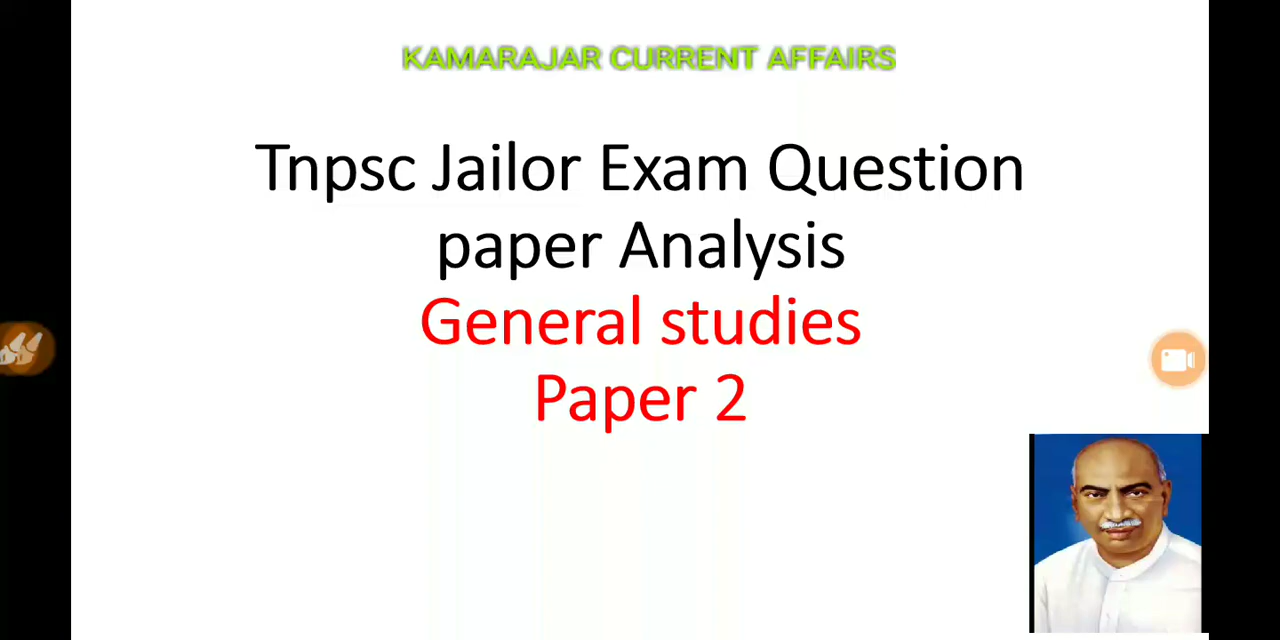 KAMARAJAR CURRENT AFFAIRS
Tnpsc Jailor Exam Question
paper Analysis
General studies
Paper 2